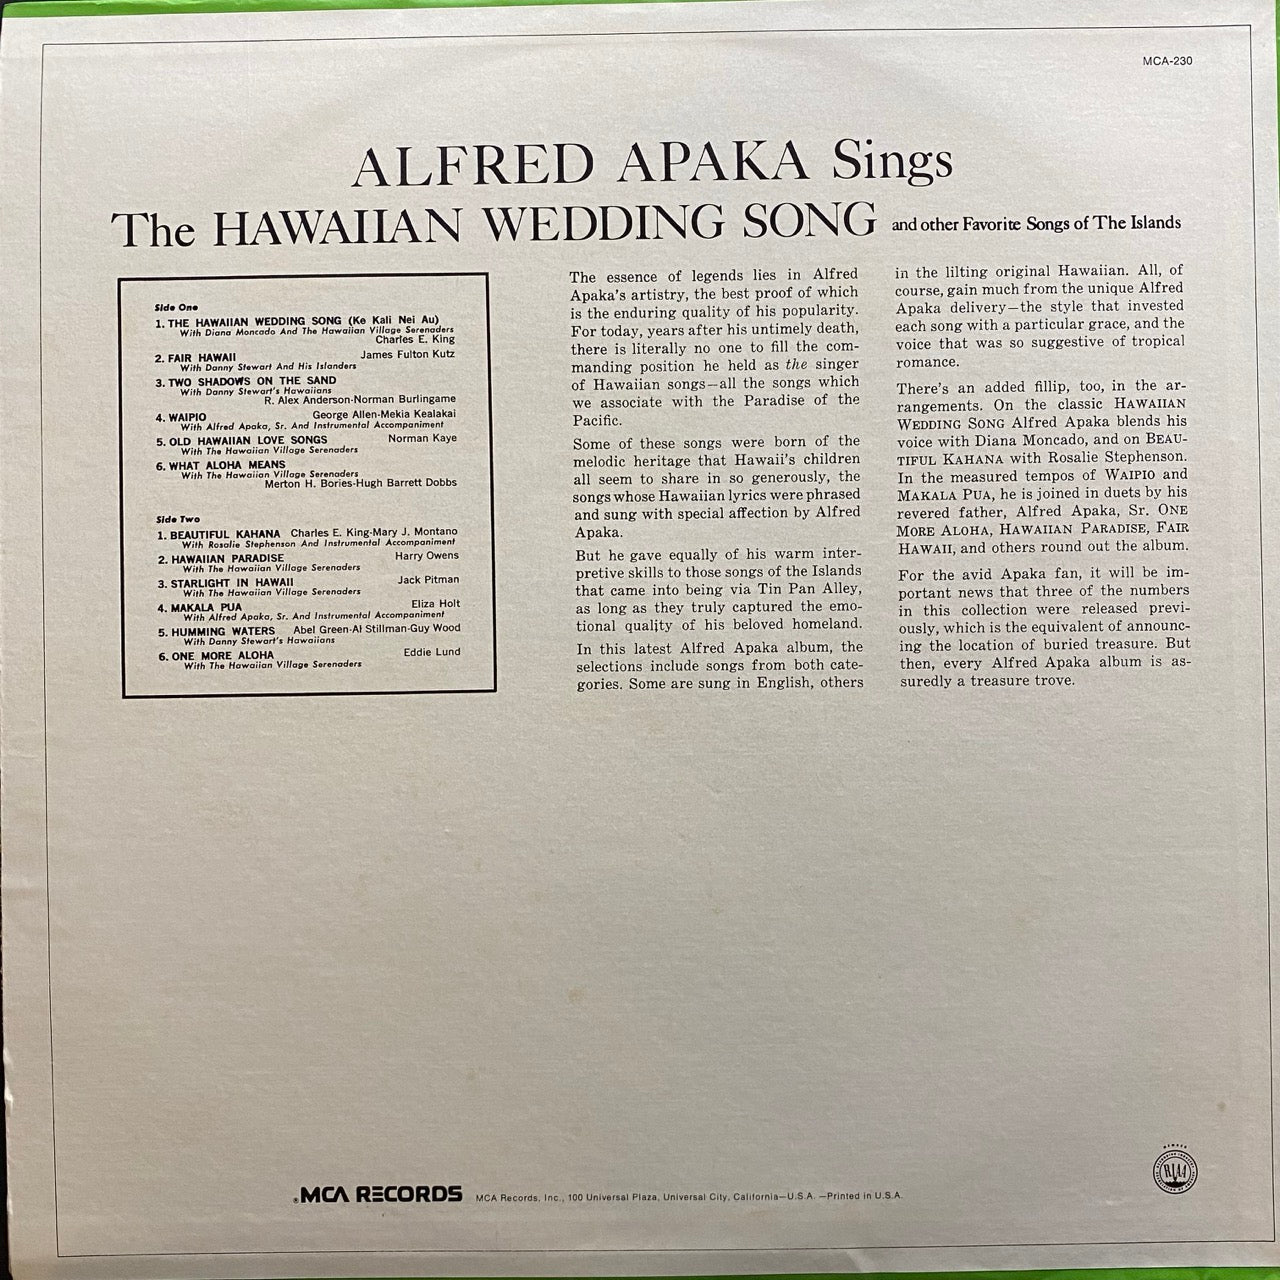 MCA-230
ALFRED APAKA Sings
The HAWAIIAN WEDDING SONG and other Favorite Songs of The Islands
Side One
1. THE HAWAIIAN WEDDING SONG (Ke Kali Nei Au)
With Diana Moncado And The Hawaiian Village Serenaders
Charles E. King
2. FAIR HAWAII James Fulton Kutz
With Danny Stewart And His Islanders
3. TWO SHADOWS ON THE SAND
With Danny Stewart's Hawaiians
R. Alex Anderson-Norman Burlingame
4. WAIPIO George Allen-Mekia Kealakai
With Alfred Apaka, Sr. And Instrumental Accompaniment
5. OLD HAWAIIAN LOVE SONGS Norman Kaye
With The Hawaiian Village Serenaders
6. WHAT ALOHA MEANS
With The Hawaiian Village Serenaders
Merton H. Bories-Hugh Barrett Dobbs
Side Two
1. BEAUTIFUL KAHANA Charles E. King-Mary J. Montano
With Rosalie Stephenson And Instrumental Accompaniment
2. HAWAIIAN PARADISE Harry Owens
With The Hawaiian Village Serenaders
3. STARLIGHT IN HAWAII Jack Pitman
With The Hawaiian Village Serenaders
4. MAKALA PUA Eliza Holt
With Alfred Apaka, Sr. And Instrumental Accompaniment
5. HUMMING WATERS Abel Green-Al Stillman-Guy Wood
With Danny Stewart's Hawaiians
6. ONE MORE ALOHA Eddie Lund
With The Hawaiian Village Serenaders
The essence of legends lies in Alfred
Apaka's artistry, the best proof of which
is the enduring quality of his popularity.
For today, years after his untimely death,
there is literally no one to fill the com-
manding position he held as the singer
of Hawaiian songs—all the songs which
we associate with the Paradise of the
Pacific.
Some of these songs were born of the
melodic heritage that Hawaii's children
all seem to share in so generously, the
songs whose Hawaiian lyrics were phrased
and sung with special affection by Alfred
Apaka.
But he gave equally of his warm inter-
pretive skills to those songs of the Islands
that came into being via Tin Pan Alley,
as long as they truly captured the emo-
tional quality of his beloved homeland.
In this latest Alfred Apaka album, the
selections include songs from both cate-
gories. Some are sung in English, others
in the lilting original Hawaiian. All, of
course, gain much from the unique Alfred
Apaka delivery—the style that invested
each song with a particular grace, and the
voice that was so suggestive of tropical
romance.
There's an added fillip, too, in the ar-
rangements. On the classic HAWAIIAN
WEDDING SONG Alfred Apaka blends his
voice with Diana Moncado, and on BEAU-
TIFUL KAHANA with Rosalie Stephenson.
In the measured tempos of WAIPIO and
MAKALA PUA, he is joined in duets by his
revered father, Alfred Apaka, Sr. ONE
MORE ALOHA, HAWAIIAN PARADISE, FAIR
HAWAII, and others round out the album.
For the avid Apaka fan, it will be im-
portant news that three of the numbers
in this collection were released previ-
ously, which is the equivalent of announc-
ing the location of buried treasure. But
then, every Alfred Apaka album is as-
suredly a treasure trove.
MCA RECORDS MCA Records, Inc., 100 Universal Plaza, Universal City, California—U.S.A. —Printed in U.S.A.
MEMBER
RIAA